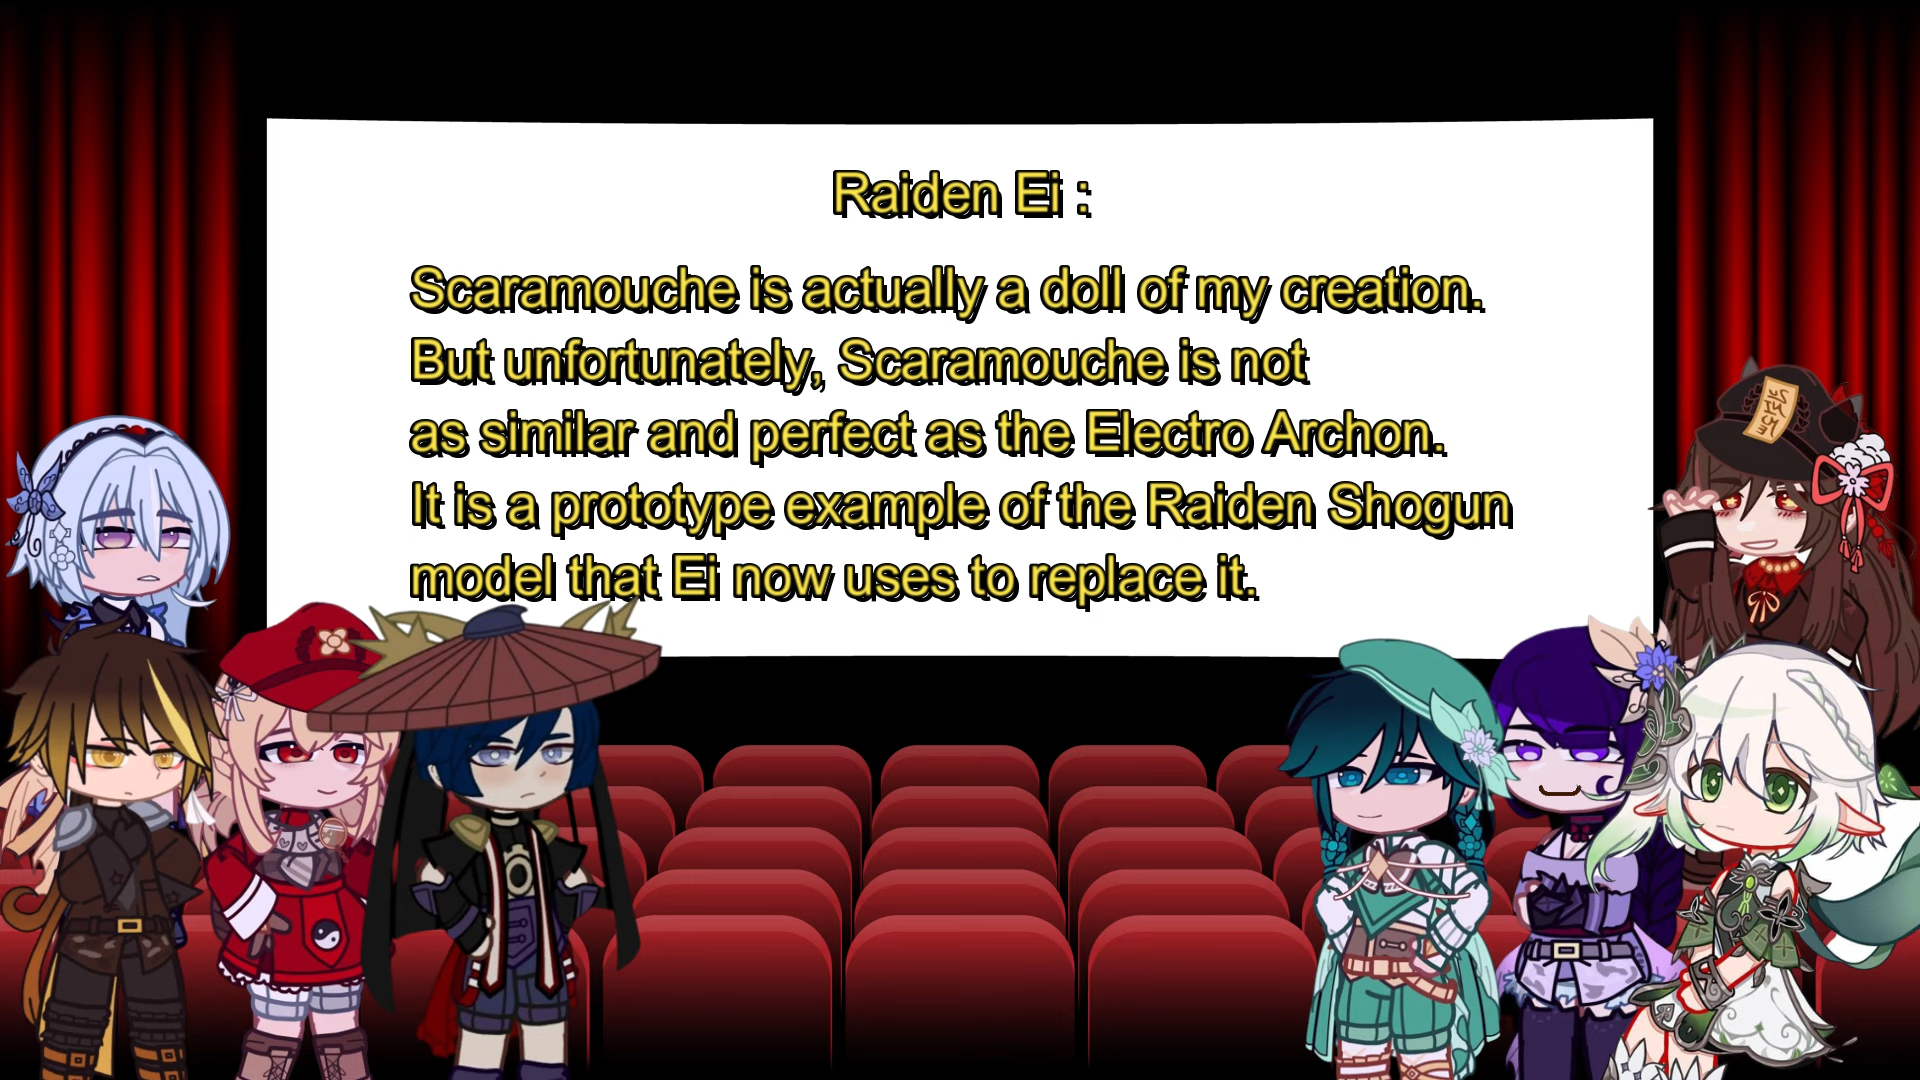 Raiden Ei :
Scaramouche is actually a doll of my creation.
But unfortunately, Scaramouche is not
as similar and perfect as the Electro Archon.
It is a prototype example of the Raiden Shogun
model that Ei now uses to replace it.